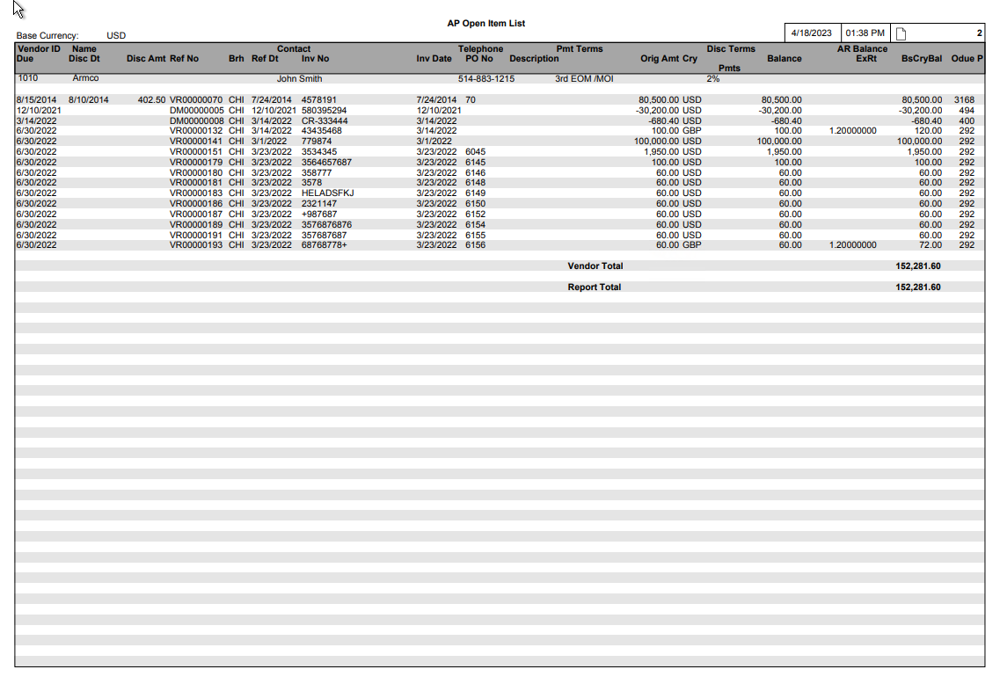 AP Open Item List
Base Currency: USD 4/18/2023 01:38 PM 2
Vendor ID Name Contact Telephone Pmt Terms Disc Terms AR Balance
Due Disc Dt Disc Amt Ref No Brh Ref Dt Inv No Inv Date PO No Description Orig Amt Cry Pmts Balance ExRt BsCryBal Odue P
1010 Armco John Smith 514-883-1215 3rd EOM /MOI 2%
8/15/2014 8/10/2014 402.50 VR00000070 CHI 7/24/2014 4578191 7/24/2014 70 80,500.00 USD 80,500.00 80,500.00 3168
12/10/2021 DM00000005 CHI 12/10/2021 580395294 12/10/2021 -30,200.00 USD -30,200.00 -30,200.00 494
3/14/2022 DM00000008 CHI 3/14/2022 CR-333444 3/14/2022 -680.40 USD -680.40 -680.40 400
6/30/2022 VR00000132 CHI 3/14/2022 43435468 3/14/2022 100.00 GBP 100.00 1.20000000 120.00 292
6/30/2022 VR00000141 CHI 3/1/2022 779874 3/1/2022 100,000.00 USD 100,000.00 100,000.00 292
6/30/2022 VR00000151 CHI 3/23/2022 3534345 3/23/2022 6045 1,950.00 USD 1,950.00 1,950.00 292
6/30/2022 VR00000179 CHI 3/23/2022 3564657687 3/23/2022 6145 100.00 USD 100.00 100.00 292
6/30/2022 VR00000180 CHI 3/23/2022 358777 3/23/2022 6146 60.00 USD 60.00 60.00 292
6/30/2022 VR00000181 CHI 3/23/2022 3578 3/23/2022 6148 60.00 USD 60.00 60.00 292
6/30/2022 VR00000183 CHI 3/23/2022 HELADSFKJ 3/23/2022 6149 60.00 USD 60.00 60.00 292
6/30/2022 VR00000186 CHI 3/23/2022 2321147 3/23/2022 6150 60.00 USD 60.00 60.00 292
6/30/2022 VR00000187 CHI 3/23/2022 +987687 3/23/2022 6152 60.00 USD 60.00 60.00 292
6/30/2022 VR00000189 CHI 3/23/2022 3576876876 3/23/2022 6154 60.00 USD 60.00 60.00 292
6/30/2022 VR00000191 CHI 3/23/2022 357687687 3/23/2022 6155 60.00 USD 60.00 60.00 292
6/30/2022 VR00000193 CHI 3/23/2022 68768778+ 3/23/2022 6156 60.00 GBP 60.00 1.20000000 72.00 292
Vendor Total 152,281.60
Report Total 152,281.60